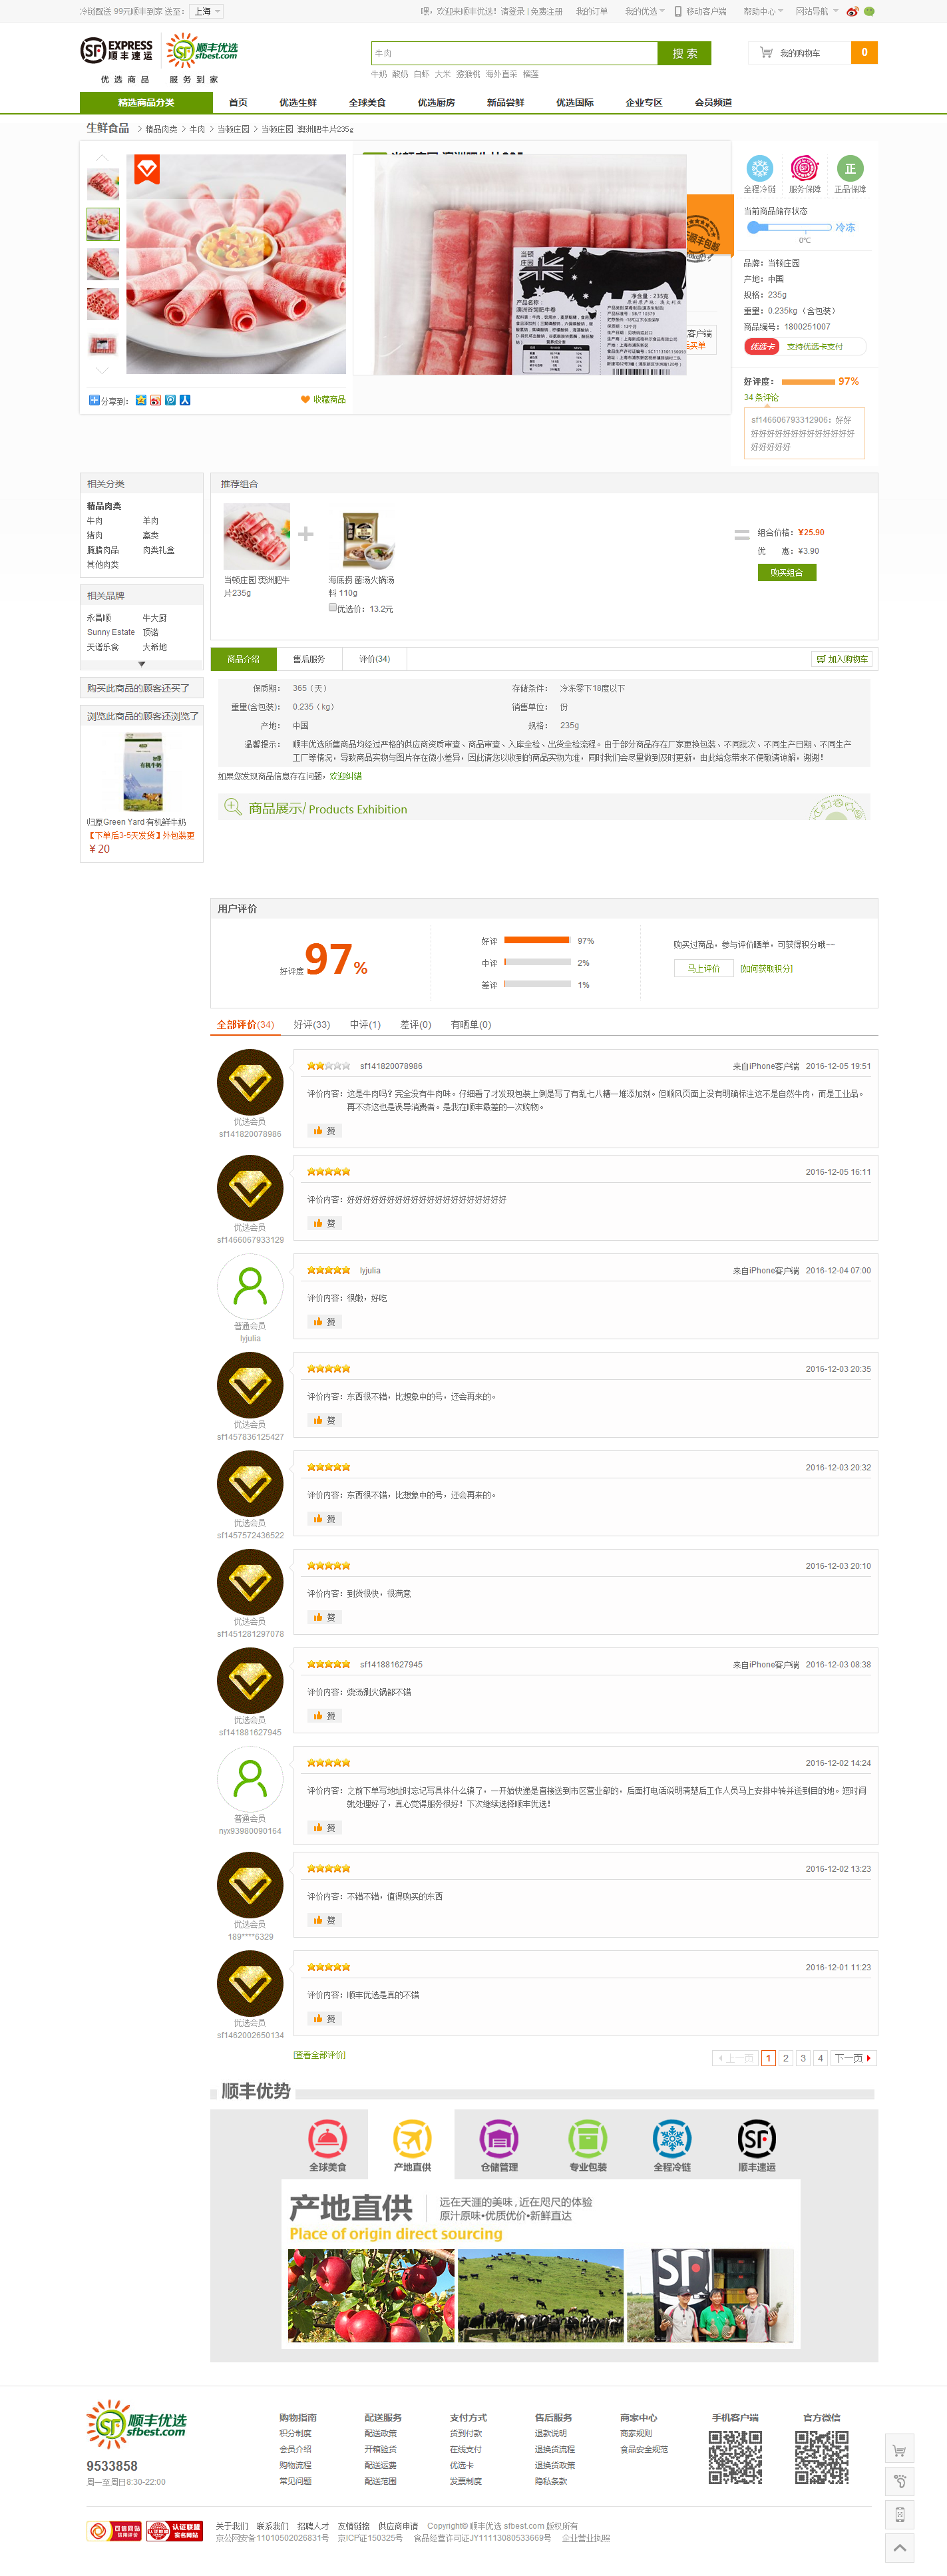 冷链配送 99元顺丰到家 送至： 上海
嘿，欢迎来顺丰优选！请登录 | 免费注册 我的订单 我的优选 移动客户端 帮助中心 网站导航
SF EXPRESS 顺丰速运 顺丰优选 sfbest.com
优选商品 服务到家
牛肉 搜 索
我的购物车 0
牛奶 酸奶 白虾 大米 猕猴桃 海外直采 榴莲
精选商品分类 首页 优选生鲜 全球美食 优选厨房 新品尝鲜 优选国际 企业专区 会员频道
生鲜食品 > 精品肉类 > 牛肉 > 当顿庄园 > 当顿庄园 澳洲肥牛片235g
全程冷链 服务保障 正品保障
正
当前商品储存状态
冷冻
0℃
品牌：当顿庄园
产地：中国
规格：235g
重量：0.235kg（含包装）
商品编号：1800251007
优选卡 支持优选卡支付
好评度： 97%
34 条评论
sf146606793312906：好好
好好好好好好好好好好好好好
好好好好好
当顿
庄园
净含量：235克
产品名称：
澳洲谷饲肥牛卷
顺丰包邮
客户端
买单
分享到：
收藏商品
相关分类
精品肉类
牛肉 羊肉
猪肉 禽类
腌腊肉品 肉类礼盒
其他肉类
相关品牌
永昌顺 牛大厨
Sunny Estate 顶诺
天谱乐食 大希地
购买此商品的顾客还买了
浏览此商品的顾客还浏览了
归原Green Yard 有机鲜牛奶
【下单后3-5天发货】外包装更
￥20
推荐组合
当顿庄园 澳洲肥牛
片235g
+
海底捞 菌汤火锅汤
料 110g
优选价：13.2元
= 组合价格：¥25.90
优 惠：¥3.90
购买组合
商品介绍 售后服务 评价(34) 加入购物车
保质期： 365（天） 存储条件： 冷冻零下18度以下
重量(含包装)： 0.235（kg） 销售单位： 份
产地： 中国 规格： 235g
温馨提示： 顺丰优选所售商品均经过严格的供应商资质审查、商品审查、入库全检、出货全检流程。由于部分商品存在厂家更换包装、不同批次、不同生产日期、不同生产
工厂等情况，导致商品实物与图片存在微小差异，因此请您以收到的商品实物为准，同时我们会尽量做到及时更新，由此给您带来不便敬请谅解，谢谢！
如果您发现商品信息存在问题，欢迎纠错
商品展示/ Products Exhibition
用户评价
好评度 97%
好评 97%
中评 2%
差评 1%
购买过商品，参与评价晒单，可获得积分哦~~
马上评价 [如何获取积分]
全部评价(34) 好评(33) 中评(1) 差评(0) 有晒单(0)
sf141820078986 来自iPhone客户端 2016-12-05 19:51
评价内容：这是牛肉吗？完全没有牛肉味。仔细看了才发现包装上倒是写了有乱七八糟一堆添加剂。但顺风页面上没有明确标注这不是自然牛肉，而是工业品。
再不济这也是误导消费者。是我在顺丰最差的一次购物。
赞
优选会员
sf141820078986
2016-12-05 16:11
评价内容：好好好好好好好好好好好好好好好好好好好好
赞
优选会员
sf1466067933129
lyjulia 来自iPhone客户端 2016-12-04 07:00
评价内容：很嫩，好吃
赞
普通会员
lyjulia
2016-12-03 20:35
评价内容：东西很不错，比想象中的号，还会再来的。
赞
优选会员
sf1457836125427
2016-12-03 20:32
评价内容：东西很不错，比想象中的号，还会再来的。
赞
优选会员
sf1457572436522
2016-12-03 20:10
评价内容：到货很快，很满意
赞
优选会员
sf1451281297078
sf141881627945 来自iPhone客户端 2016-12-03 08:38
评价内容：烧汤涮火锅都不错
赞
优选会员
sf141881627945
2016-12-02 14:24
评价内容：之前下单写地址时忘记写具体什么镇了，一开始快递是直接送到市区营业部的，后面打电话说明清楚后工作人员马上安排中转并送到目的地。短时间
就处理好了，真心觉得服务很好！下次继续选择顺丰优选！
赞
普通会员
nyx93980090164
2016-12-02 13:23
评价内容：不错不错，值得购买的东西
赞
优选会员
189****6329
2016-12-01 11:23
评价内容：顺丰优选是真的不错
赞
优选会员
sf1462002650134
[查看全部评价] 上一页 1 2 3 4 下一页
顺丰优势
全球美食 产地直供 仓储管理 专业包装 全程冷链 顺丰速运
产地直供 远在天涯的美味，近在咫尺的体验
原汁原味•优质优价•新鲜直达
Place of origin direct sourcing
顺丰优选 sfbest.com
9533858
周一至周日8:30-22:00
购物指南 配送服务 支付方式 售后服务 商家中心 手机客户端 官方微信
积分制度 配送政策 货到付款 退款说明 商家规则
会员介绍 开箱验货 在线支付 退换货流程 食品安全规范
购物流程 配送运费 优选卡 退换货政策
常见问题 配送范围 发票制度 隐私条款
关于我们 联系我们 招聘人才 友情链接 供应商申请 Copyright© 顺丰优选 sfbest.com 版权所有
京公网安备11010502026831号 京ICP证150325号 食品经营许可证JY11113080533669号 企业营业执照